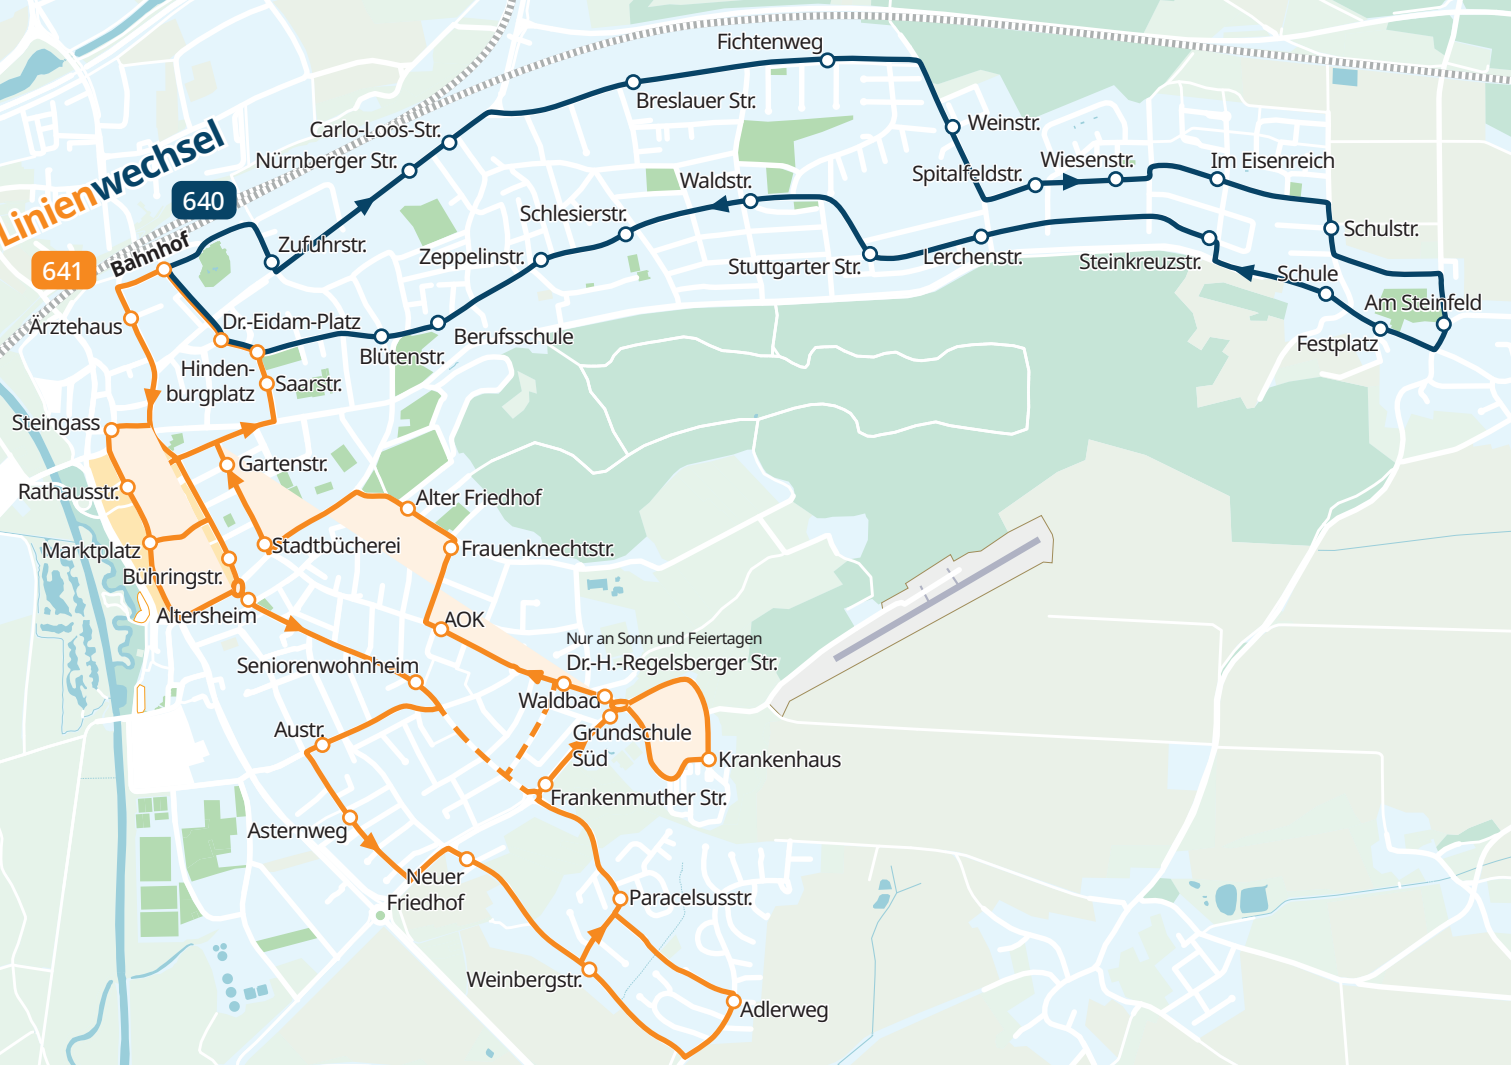 Fichtenweg
Breslauer Str.
Carlo-Loos-Str.
Weinstr.
Linienwechsel
Nürnberger Str.
Wiesenstr.
Im Eisenreich
Spitalfeldstr.
Waldstr.
640
Schlesierstr.
Schulstr.
Zufuhrstr.
Bahnhof
Zeppelinstr.
Stuttgarter Str.
Lerchenstr.
Steinkreuzstr.
641
Schule
Am Steinfeld
Ärztehaus
Dr.-Eidam-Platz
Berufsschule
Festplatz
Blütenstr.
Hinden-
burgplatz
Saarstr.
Steingass
Gartenstr.
Rathausstr.
Alter Friedhof
Marktplatz
Stadtbücherei
Frauenknechtstr.
Bühringstr.
Altersheim
AOK
Nur an Sonn und Feiertagen
Dr.-H.-Regelsberger Str.
Seniorenwohnheim
Waldbad
Austr.
Grundschule
Süd
Krankenhaus
Frankenmuther Str.
Asternweg
Neuer
Friedhof
Paracelsusstr.
Weinbergstr.
Adlerweg